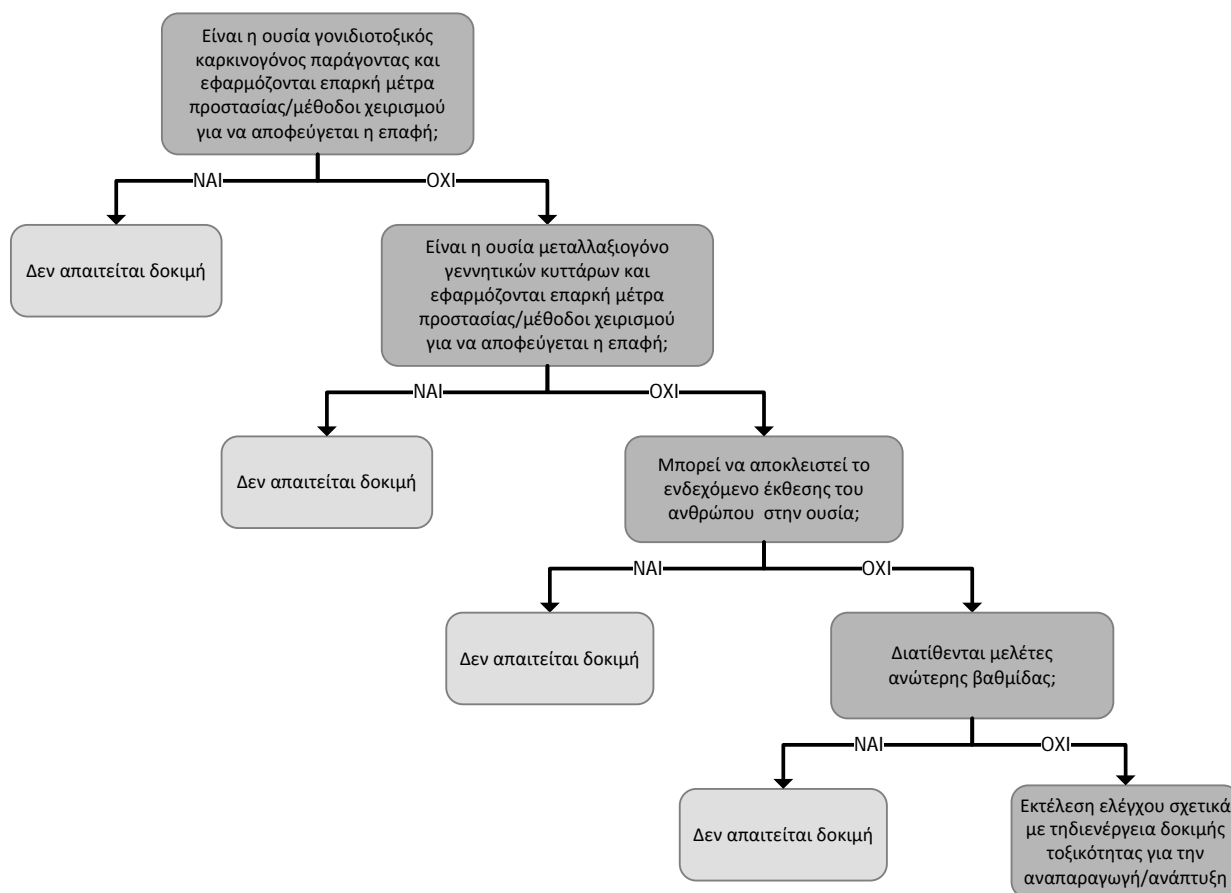 Είναι η ουσία γονιδιοτοξικός
καρκινογόνος παράγοντας και
εφαρμόζονται επαρκή μέτρα
προστασίας/μέθοδοι χειρισμού
για να αποφεύγεται η επαφή;
ΝΑΙ
ΟΧΙ
Δεν απαιτείται δοκιμή
Είναι η ουσία μεταλλαξιογόνο
γεννητικών κυττάρων και
εφαρμόζονται επαρκή μέτρα
προστασίας/μέθοδοι χειρισμού
για να αποφεύγεται η επαφή;
ΝΑΙ
ΟΧΙ
Δεν απαιτείται δοκιμή
Μπορεί να αποκλειστεί το
ενδεχόμενο έκθεσης του
ανθρώπου στην ουσία;
ΝΑΙ
ΟΧΙ
Δεν απαιτείται δοκιμή
Διατίθενται μελέτες
ανώτερης βαθμίδας;
ΝΑΙ
ΟΧΙ
Δεν απαιτείται δοκιμή
Εκτέλεση ελέγχου σχετικά
με τηδιενέργεια δοκιμής
τοξικότητας για την
αναπαραγωγή/ανάπτυξη